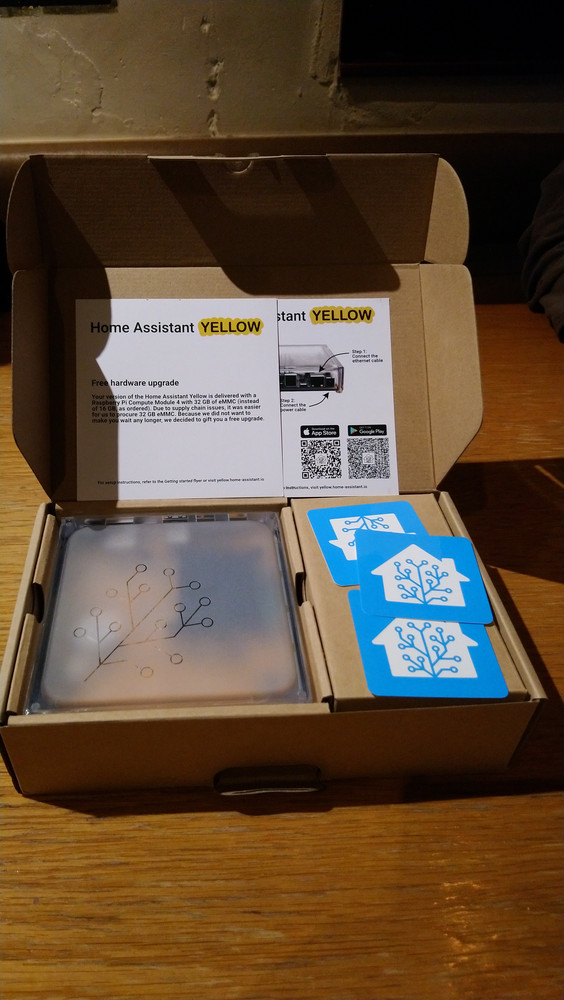 Home Assistant YELLOW
Free hardware upgrade
Your version of the Home Assistant Yellow is delivered with a
Raspberry Pi Compute Module 4 with 32 GB of eMMC (instead
of 16 GB, as ordered). Due to supply chain issues, it was easier
for us to procure 32 GB eMMC. Because we did not want to
make you wait any longer, we decided to gift you a free upgrade.
For setup instructions, refer to the Getting started flier or visit yellow.home-assistant.io
stant YELLOW
Step 1:
Connect the
ethernet cable
Step 2:
Connect the
power cable
Download on the
App Store
Google Play
instructions, visit yellow.home-assistant.io